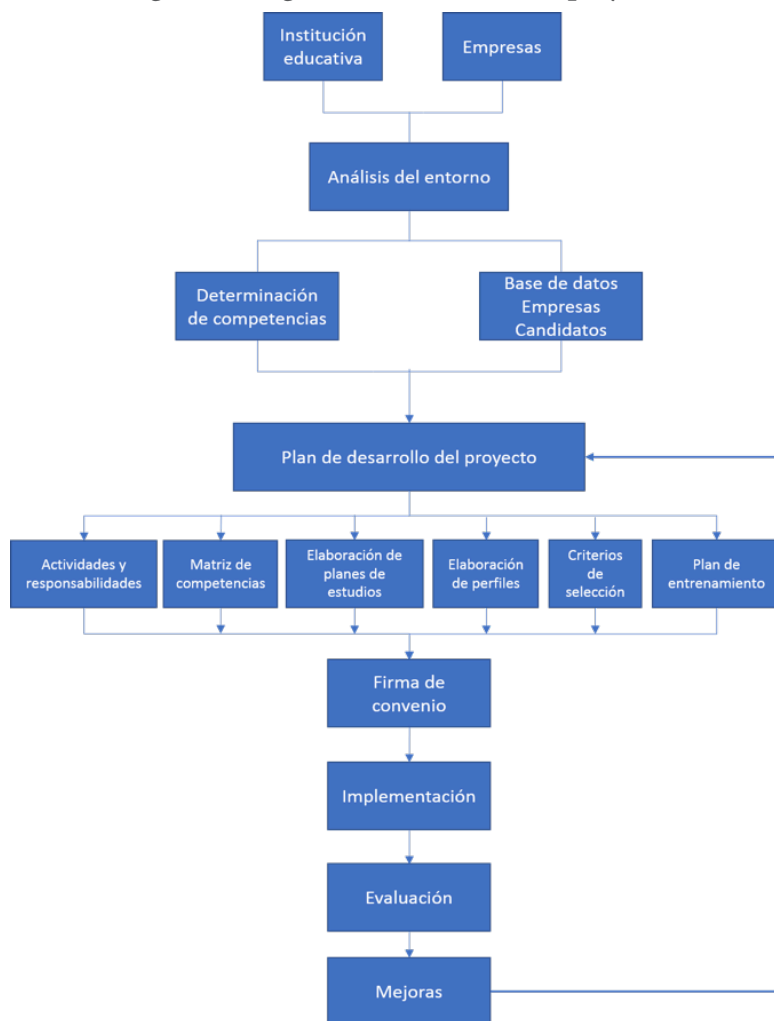 Institución
educativa
Empresas
Análisis del entorno
Determinación
de competencias
Base de datos
Empresas
Candidatos
Plan de desarrollo del proyecto
Actividades y
responsabilidades
Matriz de
competencias
Elaboración de
planes de
estudios
Elaboración
de perfiles
Criterios
de
selección
Plan de
entrenamiento
Firma de
convenio
Implementación
Evaluación
Mejoras